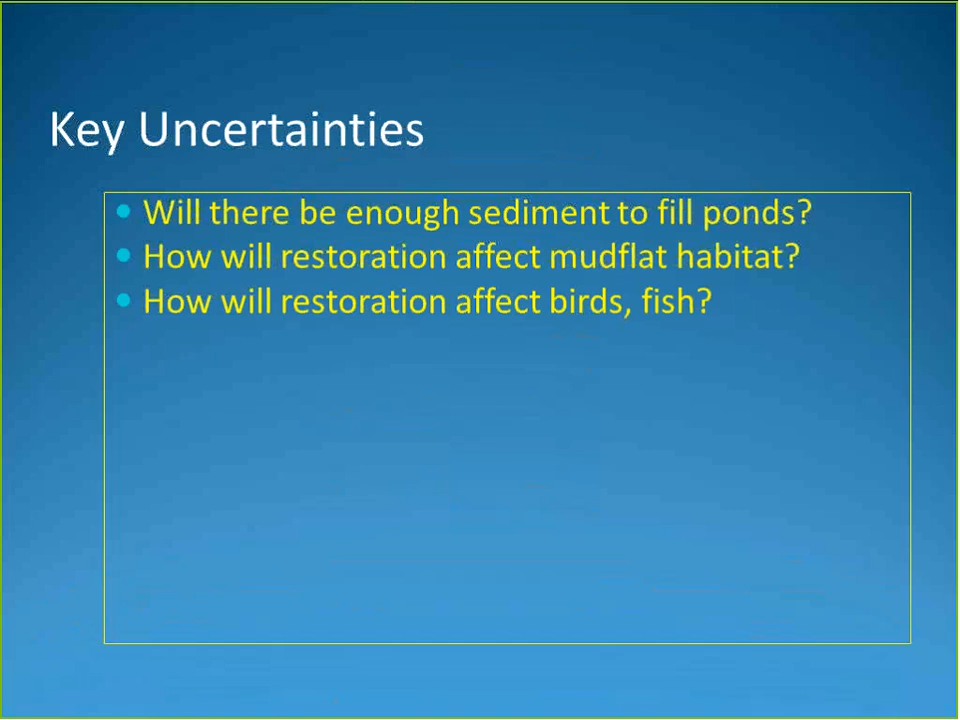 Key Uncertainties
• Will there be enough sediment to fill ponds?
• How will restoration affect mudflat habitat?
• How will restoration affect birds, fish?